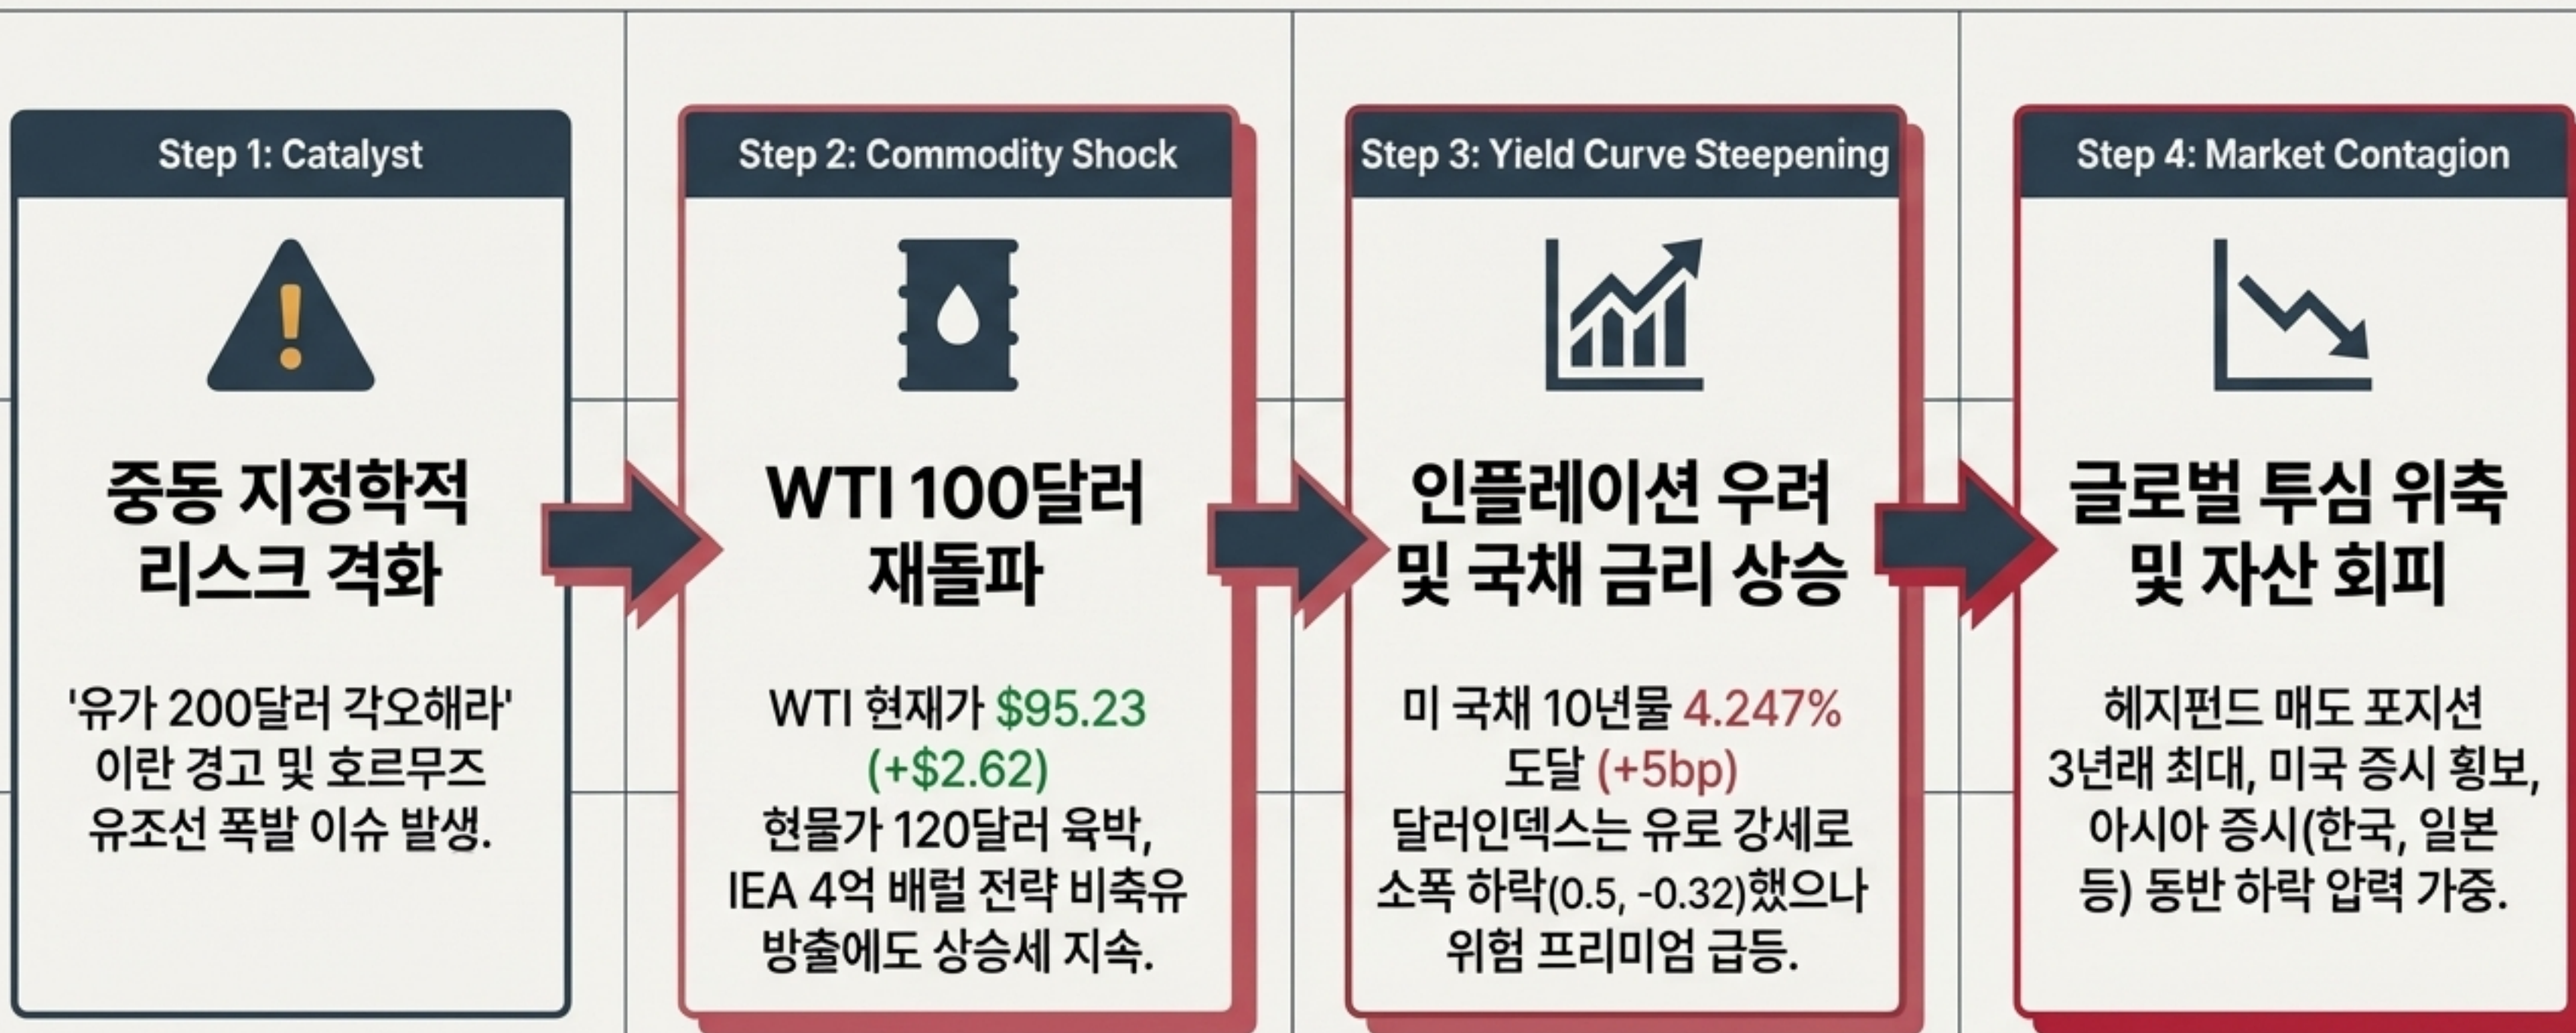 Step 1: Catalyst
중동 지정학적
리스크 격화
'유가 200달러 각오해라'
이란 경고 및 호르무즈
유조선 폭발 이슈 발생.
Step 2: Commodity Shock
WTI 100달러
재돌파
WTI 현재가 $95.23
(+$2.62)
현물가 120달러 육박,
IEA 4억 배럴 전략 비축유
방출에도 상승세 지속.
Step 3: Yield Curve Steepening
인플레이션 우려
및 국채 금리 상승
미 국채 10년물 4.247%
도달 (+5bp)
달러인덱스는 유로 강세로
소폭 하락(0.5, -0.32)했으나
위험 프리미엄 급등.
Step 4: Market Contagion
글로벌 투심 위축
및 자산 회피
헤지펀드 매도 포지션
3년래 최대, 미국 증시 횡보,
아시아 증시(한국, 일본
등) 동반 하락 압력 가중.